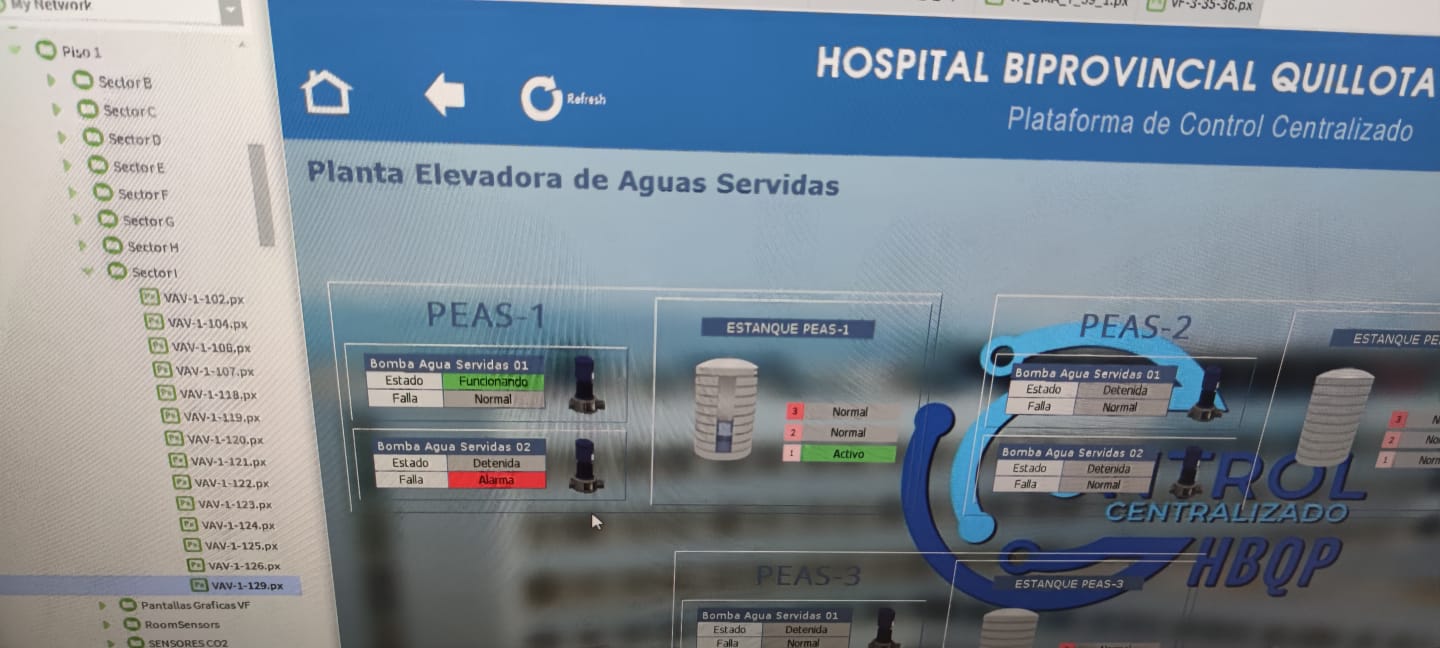 My Network
VF-3-35-36.px
Piso 1
Sector B
Sector C
Sector D
Sector E
Sector F
Sector G
Sector H
Sector I
VAV-1-102.px
VAV-1-104.px
VAV-1-106.px
VAV-1-107.px
VAV-1-118.px
VAV-1-119.px
VAV-1-120.px
VAV-1-121.px
VAV-1-122.px
VAV-1-123.px
VAV-1-124.px
VAV-1-125.px
VAV-1-126.px
VAV-1-129.px
Pantallas Graficas VF
RoomSensors
SENSORES CO2
Refresh
HOSPITAL BIPROVINCIAL QUILLOTA
Plataforma de Control Centralizado
Planta Elevadora de Aguas Servidas
PEAS-1
Bomba Agua Servidas 01
Estado Funcionando
Falla Normal
Bomba Agua Servidas 02
Estado Detenida
Falla Alarma
ESTANQUE PEAS-1
3 Normal
2 Normal
1 Activo
PEAS-2
Bomba Agua Servidas 01
Estado Detenida
Falla Normal
Bomba Agua Servidas 02
Estado Detenida
Falla Normal
ESTANQUE PE
3 N
2 No
1 Norm
CENTRALIZADO
HBQP
PEAS-3
Bomba Agua Servidas 01
Estado Detenida
Falla Normal
ESTANQUE PEAS-3